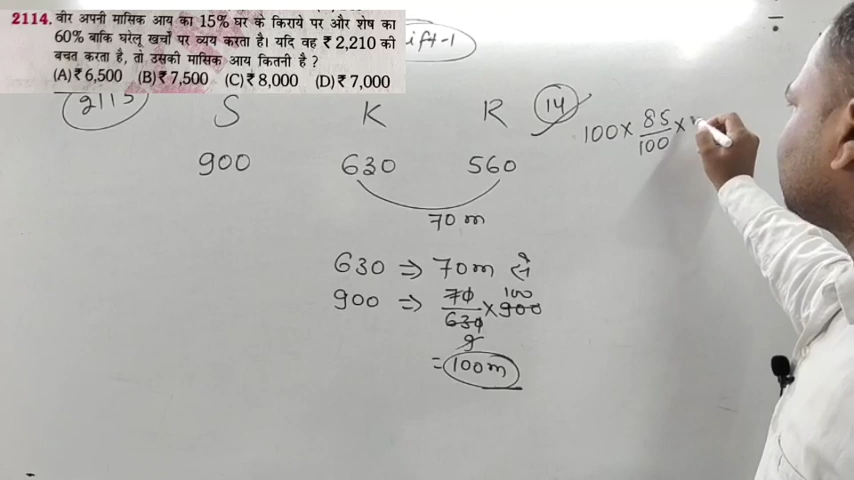 2114. वीर अपनी मासिक आय का 15% घर के किराये पर और शेष का
60% बाकि घरेलू खर्चों पर व्यय करता है। यदि वह ₹ 2,210 की
बचत करता है, तो उसकी मासिक आय कितनी है ?
(A) ₹ 6,500 (B) ₹ 7,500 (C) ₹ 8,000 (D) ₹ 7,000
ift-1
2113
S K R
14
100 × 85/100 ×
900 630 560
70 m
630 ⇒ 70m से
900 ⇒ 70/630 × 900
100
9
= 100m